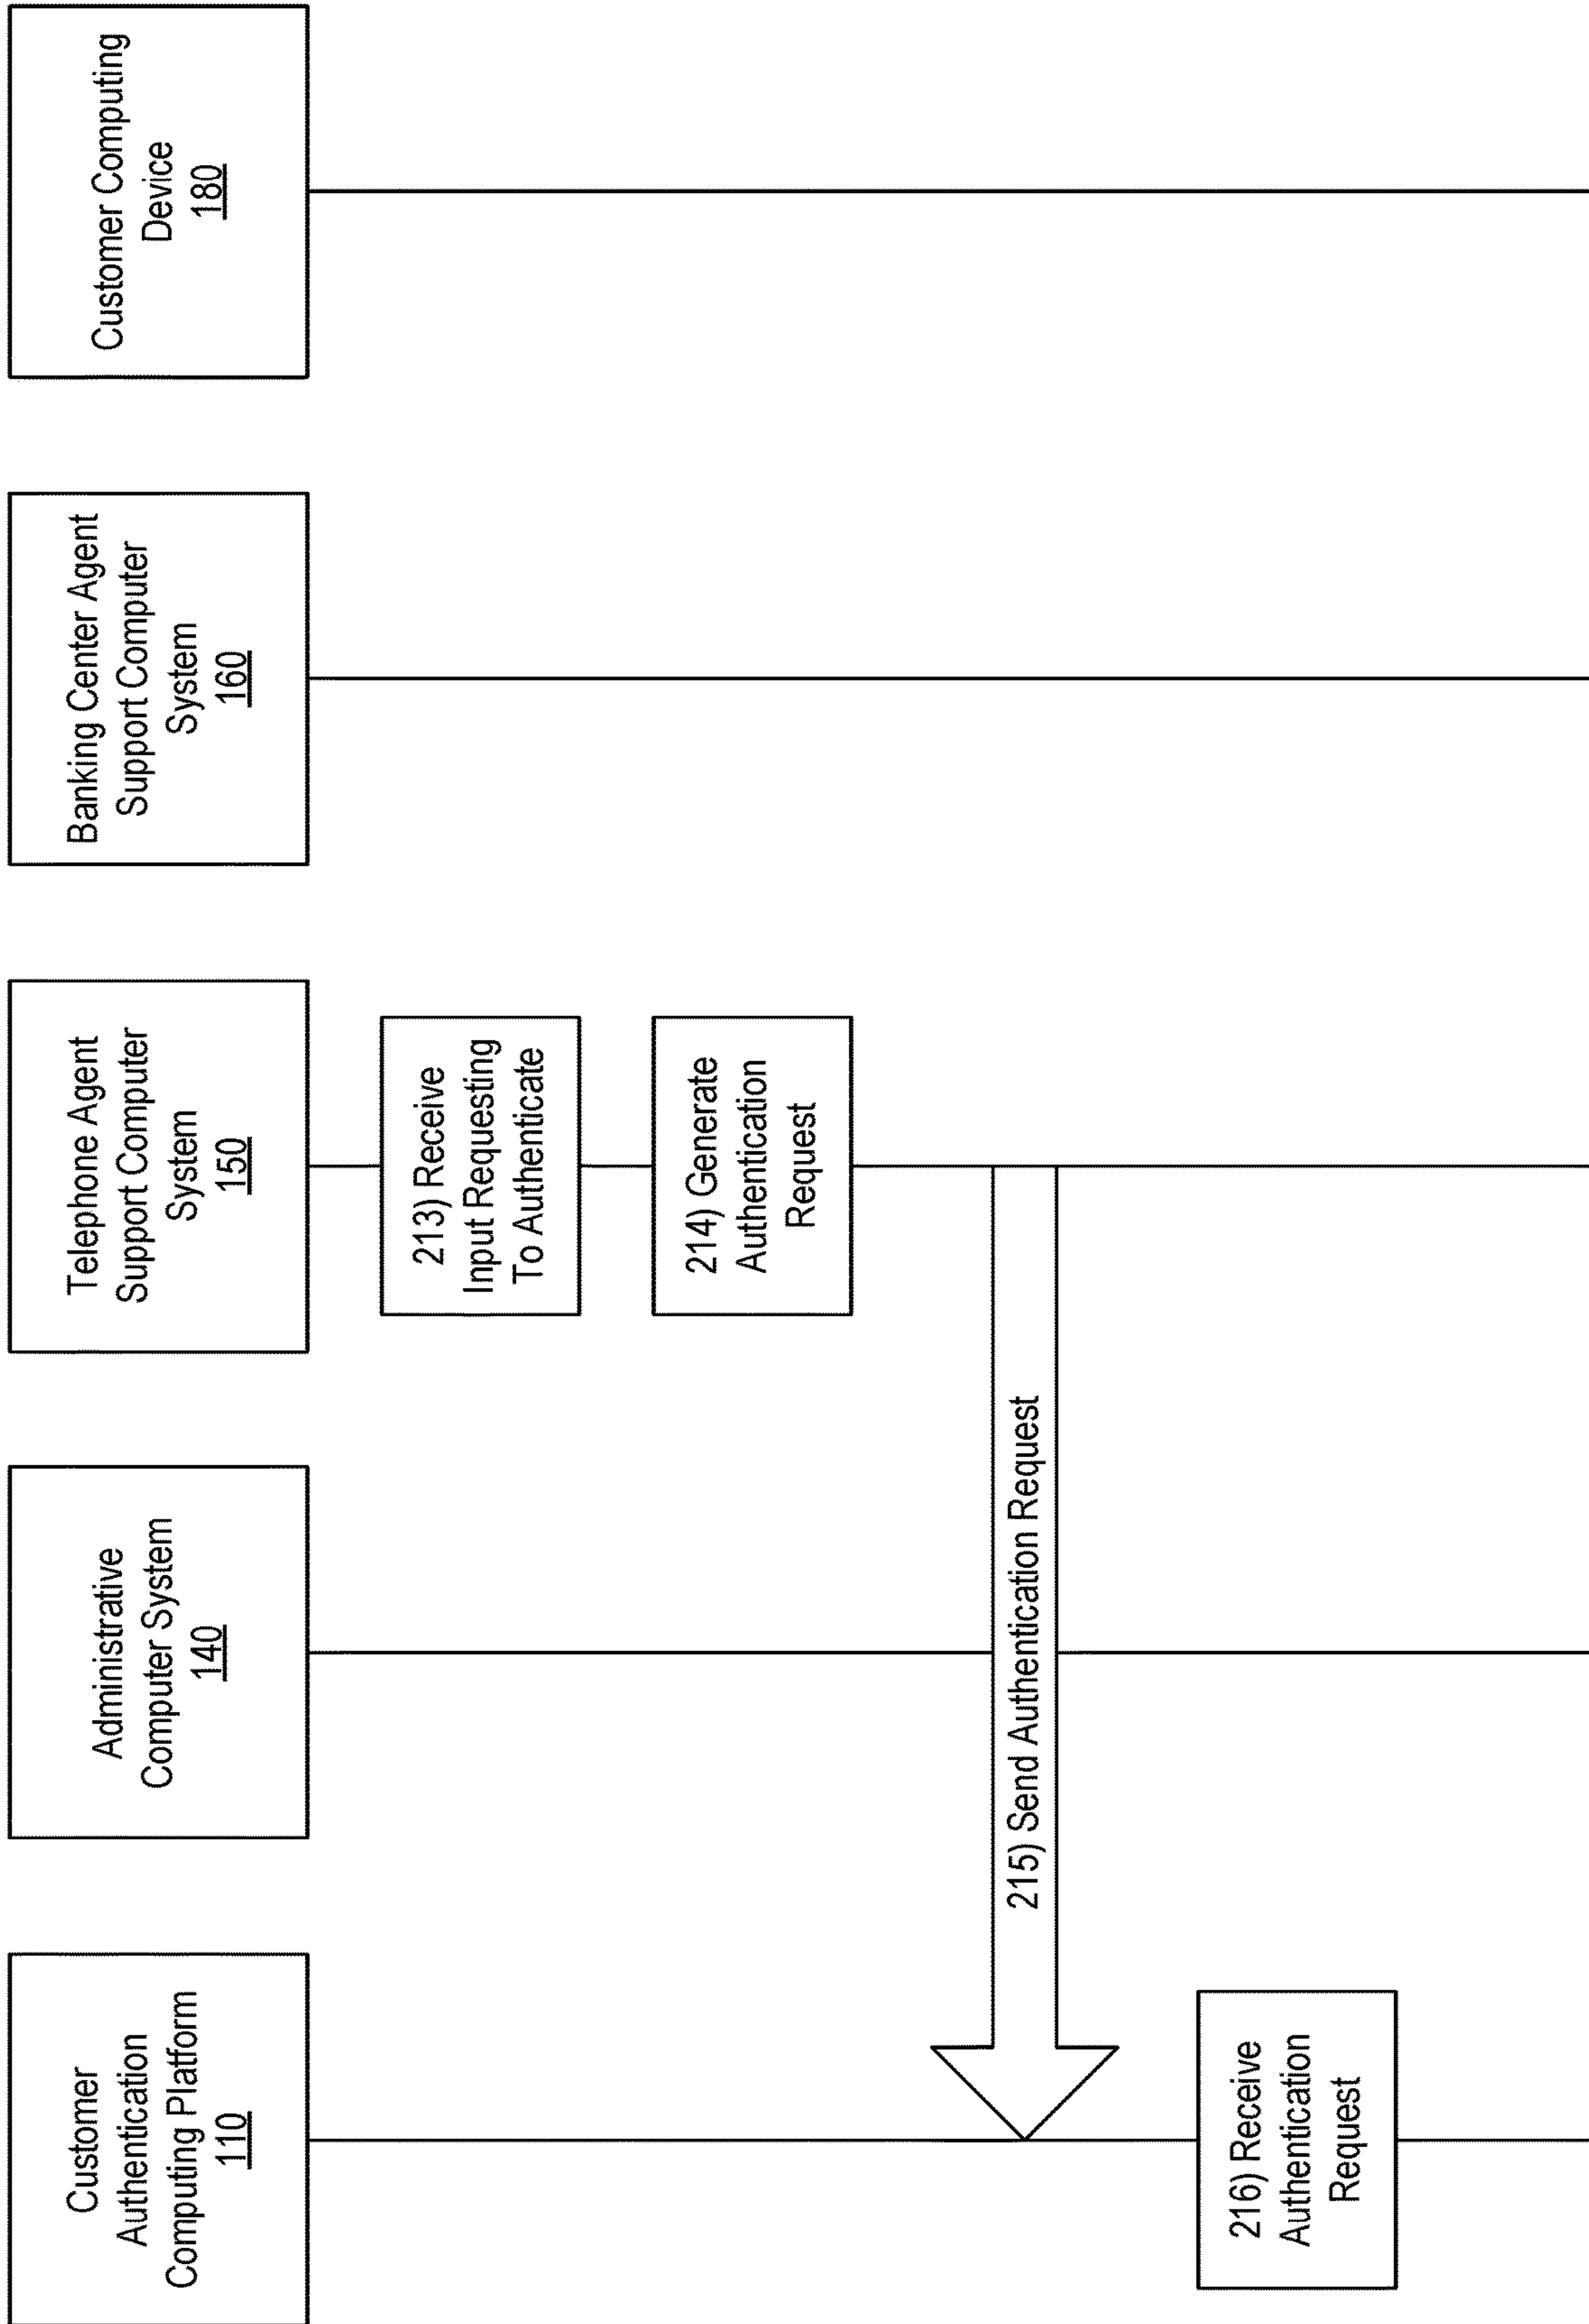 Customer
Authentication
Computing Platform
110
Administrative
Computer System
140
Telephone Agent
Support Computer
System
150
Banking Center Agent
Support Computer
System
160
Customer Computing
Device
180
213) Receive
Input Requesting
To Authenticate
214) Generate
Authentication
Request
215) Send Authentication Request
216) Receive
Authentication
Request